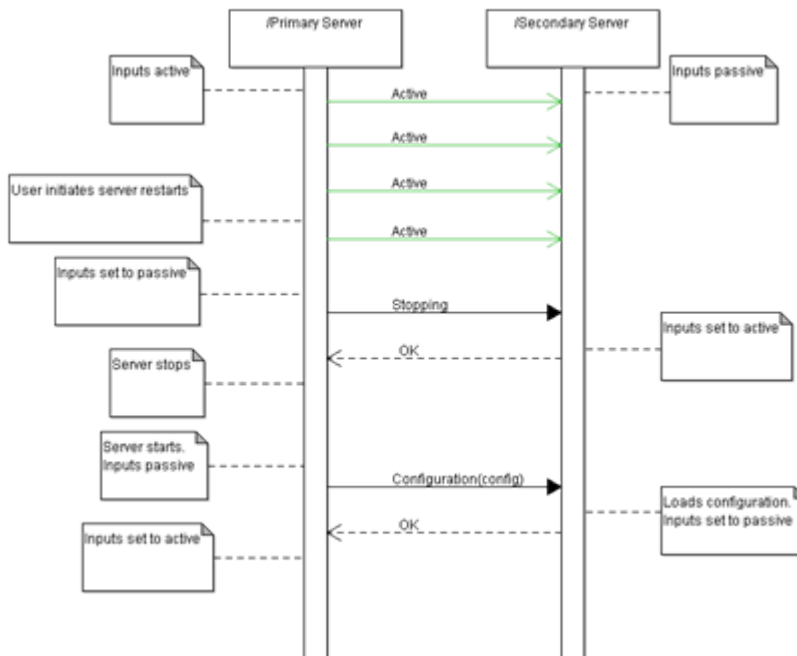 /Primary Server
/Secondary Server
Inputs active
Inputs passive
Active
Active
Active
User initiates server restarts
Active
Inputs set to passive
Stopping
Inputs set to active
OK
Server stops
Server starts.
Inputs passive
Configuration(config)
Loads configuration.
Inputs set to passive
OK
Inputs set to active